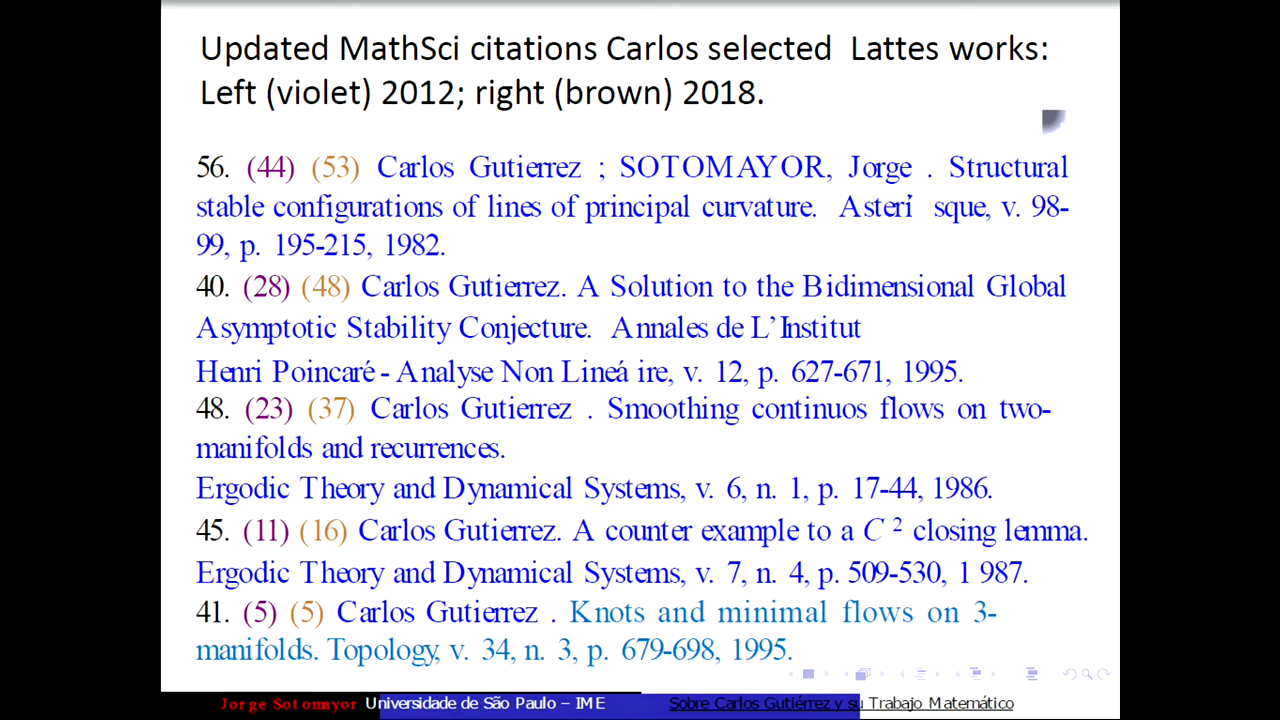 Updated MathSci citations Carlos selected Lattes works:
Left (violet) 2012; right (brown) 2018.
56. (44) (53) Carlos Gutierrez ; SOTOMAYOR, Jorge . Structural
stable configurations of lines of principal curvature. Asterí sque, v. 98-
99, p. 195-215, 1982.
40. (28) (48) Carlos Gutierrez. A Solution to the Bidimensional Global
Asymptotic Stability Conjecture. Annales de L’Institut
Henri Poincaré - Analyse Non Lineá ire, v. 12, p. 627-671, 1995.
48. (23) (37) Carlos Gutierrez . Smoothing continuos flows on two-
manifolds and recurrences.
Ergodic Theory and Dynamical Systems, v. 6, n. 1, p. 17-44, 1986.
45. (11) (16) Carlos Gutierrez. A counter example to a C ² closing lemma.
Ergodic Theory and Dynamical Systems, v. 7, n. 4, p. 509-530, 1 987.
41. (5) (5) Carlos Gutierrez . Knots and minimal flows on 3-
manifolds. Topology, v. 34, n. 3, p. 679-698, 1995.
Jorge Sotomayor Universidade de São Paulo – IME Sobre Carlos Gutiérrez y su Trabajo Matemático